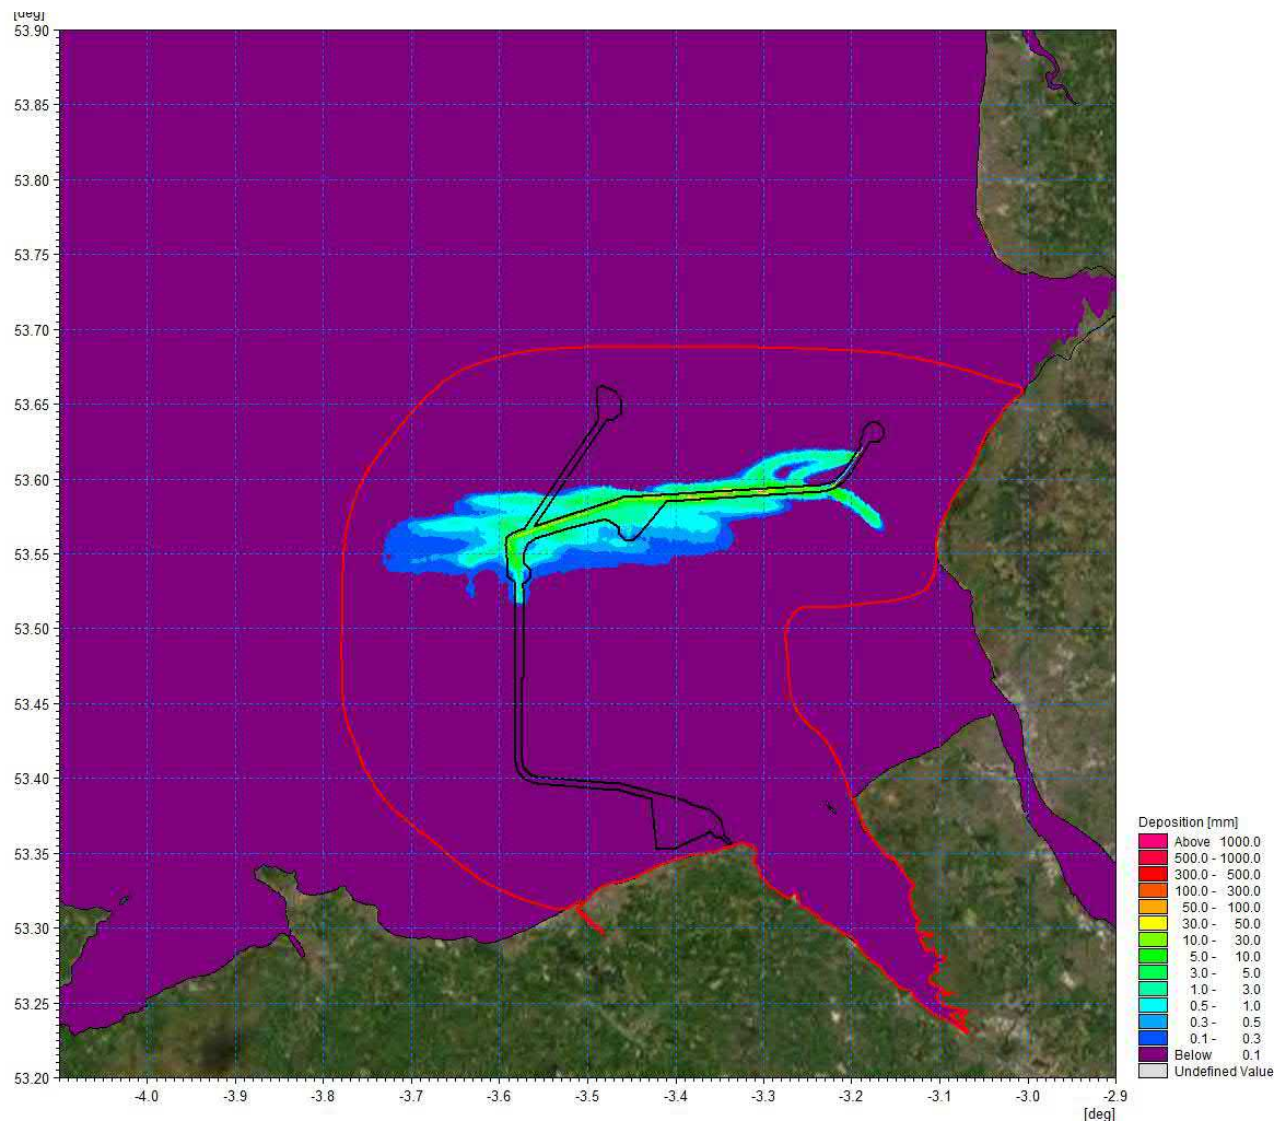 [deg]
53.90
53.85
53.80
53.75
53.70
53.65
53.60
53.55
53.50
53.45
53.40
53.35
53.30
53.25
53.20
-4.0 -3.9 -3.8 -3.7 -3.6 -3.5 -3.4 -3.3 -3.2 -3.1 -3.0 -2.9
[deg]
Deposition [mm]
Above 1000.0
500.0 - 1000.0
300.0 - 500.0
100.0 - 300.0
50.0 - 100.0
30.0 - 50.0
10.0 - 30.0
5.0 - 10.0
3.0 - 5.0
1.0 - 3.0
0.5 - 1.0
0.3 - 0.5
0.1 - 0.3
Below 0.1
Undefined Value